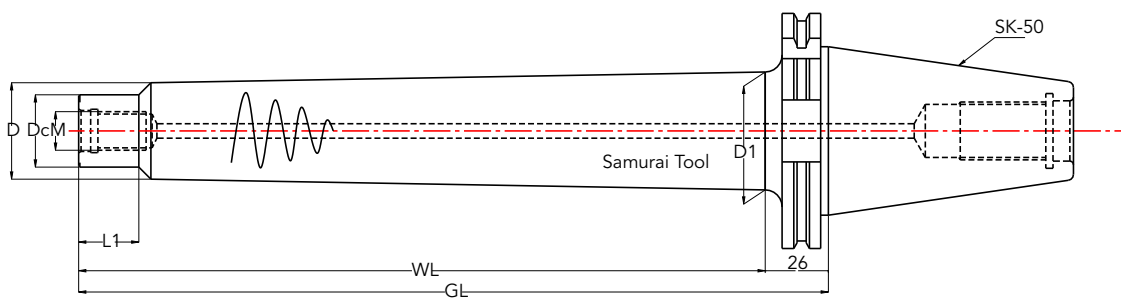 SK-50
D DcM
Samurai Tool
D1
L1
WL
26
GL